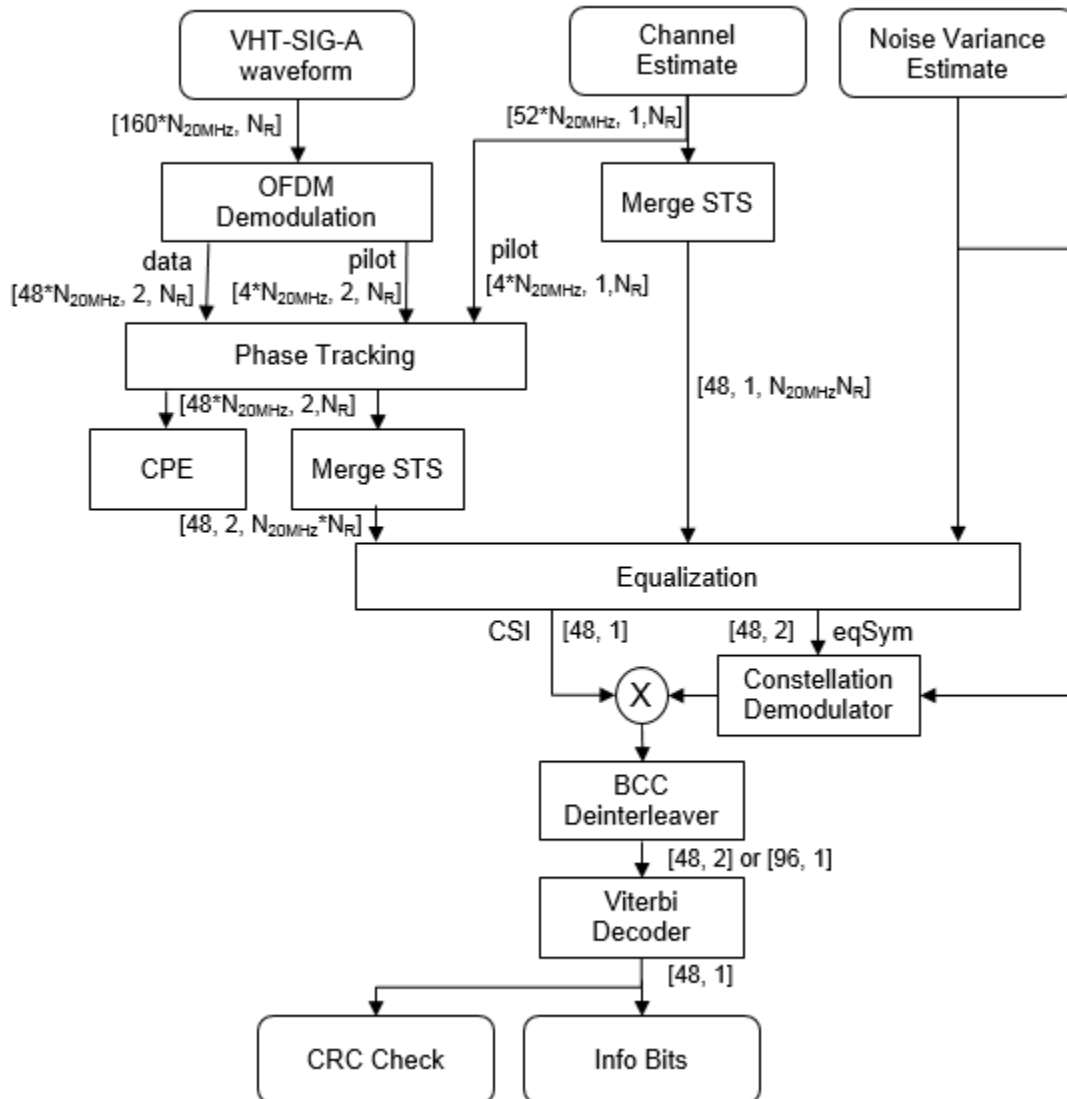 VHT-SIG-A
waveform
Channel
Estimate
Noise Variance
Estimate
[160*N20MHz, NR]
[52*N20MHz, 1,NR]
OFDM
Demodulation
Merge STS
data
pilot
pilot
[48*N20MHz, 2, NR]
[4*N20MHz, 2, NR]
[4*N20MHz, 1,NR]
Phase Tracking
[48*N20MHz, 2,NR]
[48, 1, N20MHzNR]
CPE
Merge STS
[48, 2, N20MHz*NR]
Equalization
CSI
[48, 1]
[48, 2]
eqSym
X
Constellation
Demodulator
BCC
Deinterleaver
[48, 2] or [96, 1]
Viterbi
Decoder
[48, 1]
CRC Check
Info Bits